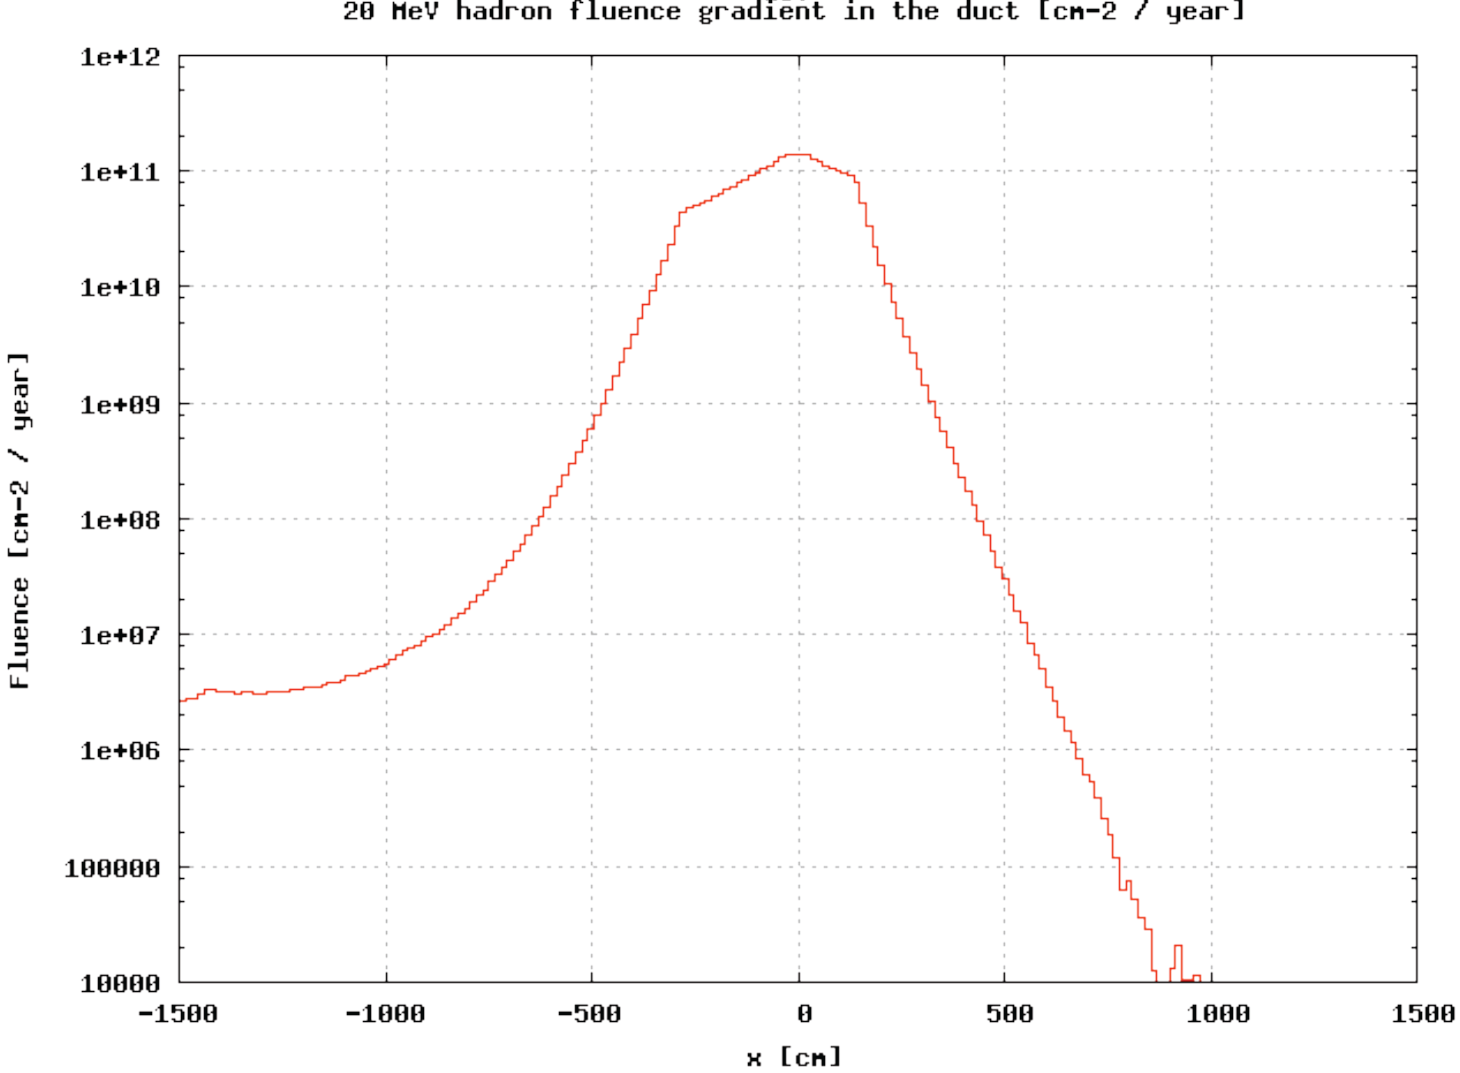 20 MeV hadron fluence gradient in the duct [cm-2 / year]
1e+12
1e+11
1e+10
1e+09
1e+08
1e+07
1e+06
100000
10000
Fluence [cm-2 / year]
-1500 -1000 -500 0 500 1000 1500
x [cm]